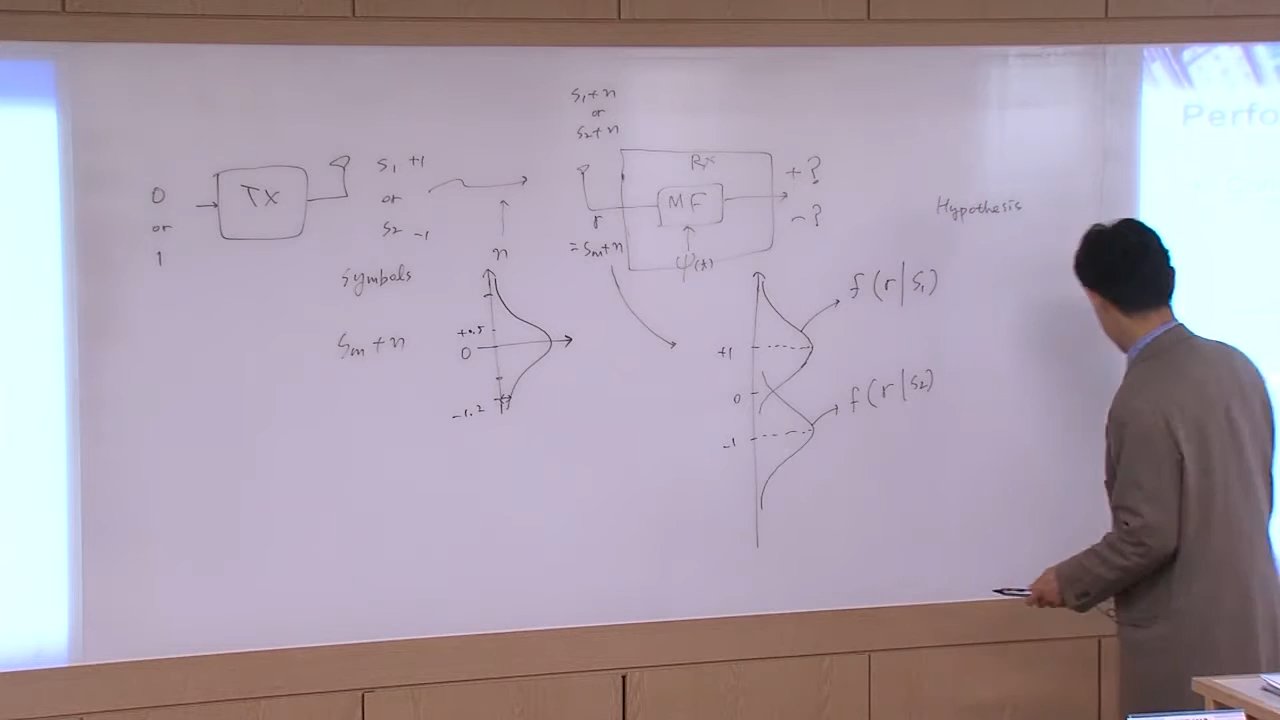 0
or
1
TX
S₁ +1
or
S₂ -1
Symbols
Sm + n
n
+0.5
0
-1.2
S₁ + n
or
S₂ + n
r
= Sm + n
Rx
MF
ψ(t)
+ ?
- ?
+1
0
-1
f(r|S₁)
f(r|S₂)
Hypothesis
Perfo